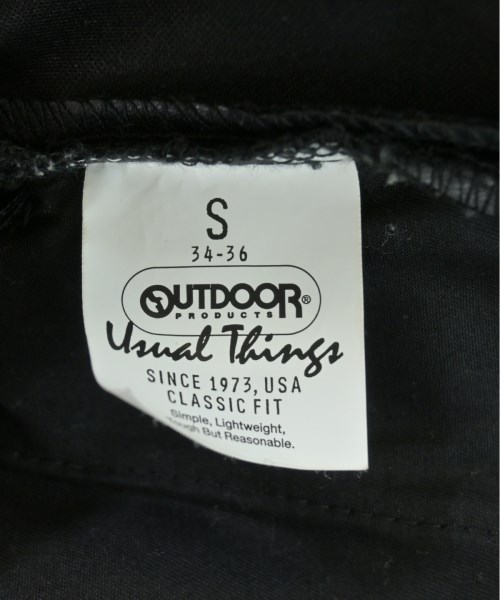 S
34-36
OUTDOOR®
PRODUCTS
Usual Things
SINCE 1973, USA
CLASSIC FIT
Simple, Lightweight,
Tough But Reasonable.